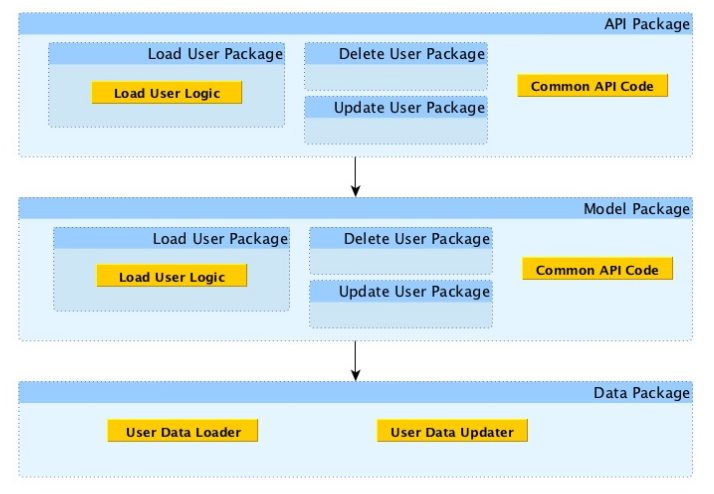 API Package
Load User Package
Delete User Package
Load User Logic
Common API Code
Update User Package
Model Package
Load User Package
Delete User Package
Load User Logic
Common API Code
Update User Package
Data Package
User Data Loader
User Data Updater